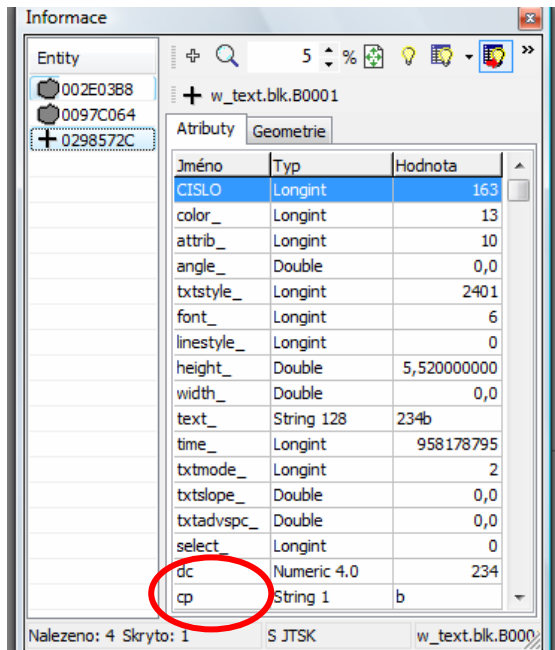 Informace
Entity
5 % »
002E03B8
0097C064
0298572C
w_text.blk.B0001
Atributy Geometrie
Jméno Typ Hodnota
CISLO Longint 163
color_ Longint 13
attrib_ Longint 10
angle_ Double 0,0
txtstyle_ Longint 2401
font_ Longint 6
linestyle_ Longint 0
height_ Double 5,520000000
width_ Double 0,0
text_ String 128 234b
time_ Longint 958178795
txtmode_ Longint 2
txtslope_ Double 0,0
txtadvspc_ Double 0,0
select_ Longint 0
dc Numeric 4.0 234
cp String 1 b
Nalezeno: 4 Skryto: 1 S JTSK w_text.blk.B000